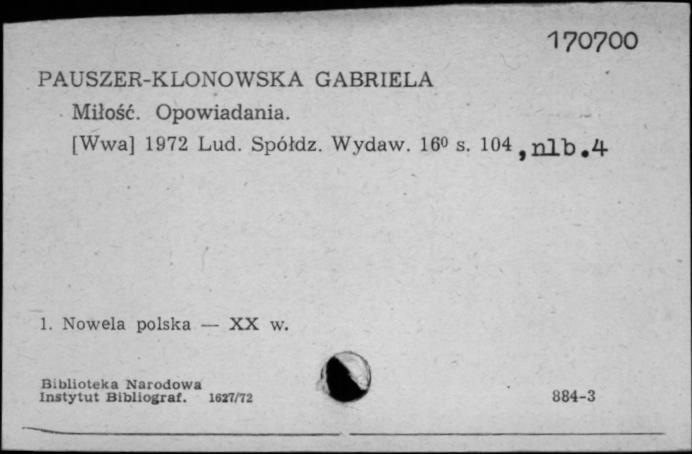 170700
PAUSZER-KLONOWSKA GABRIELA
Miłość. Opowiadania.
[Wwa] 1972 Lud. Spółdz. Wydaw. 16⁰ s. 104, nlb.4
1. Nowela polska — XX w.
Biblioteka Narodowa
Instytut Bibliograf. 1627/72
884-3